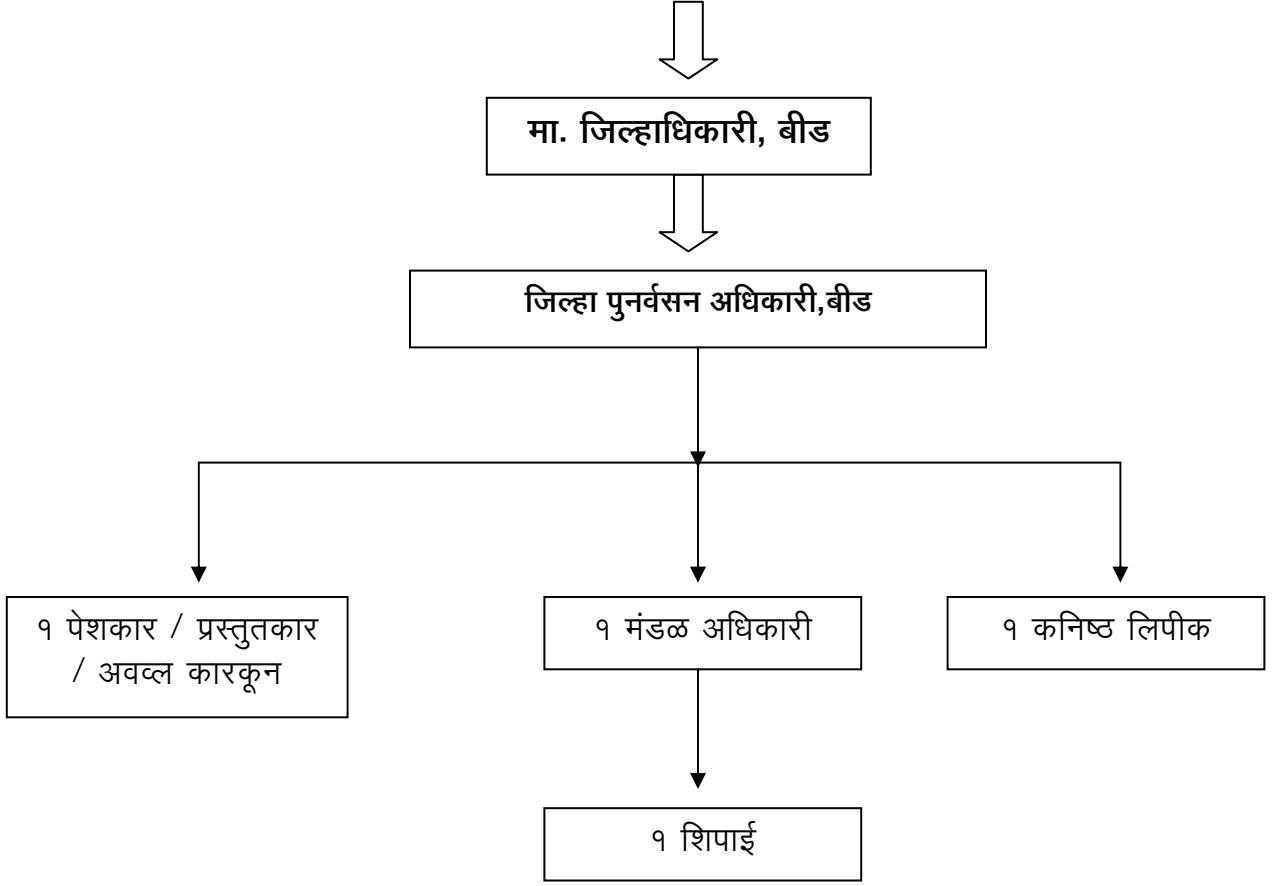 मा. जिल्हाधिकारी, बीड
जिल्हा पुनर्वसन अधिकारी,बीड
१ पेशकार / प्रस्तुतकार
/ अवव्ल कारकून
१ मंडळ अधिकारी
१ कनिष्ठ लिपीक
१ शिपाई